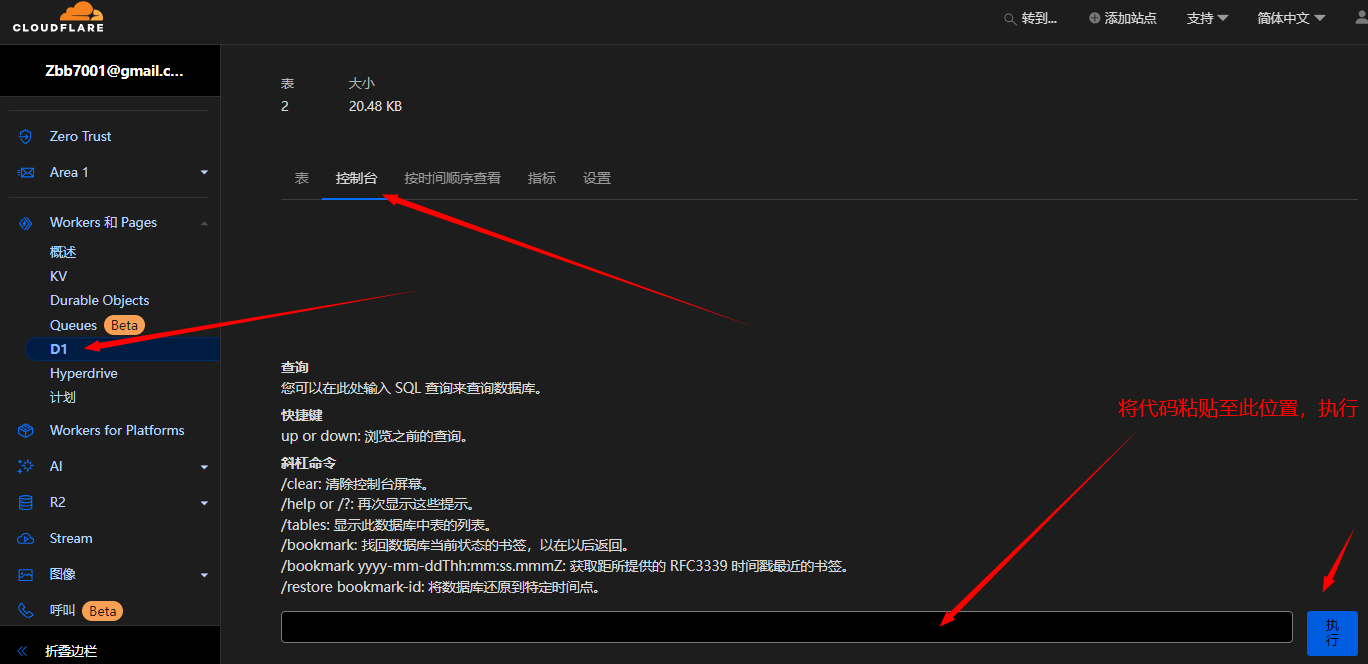 CLOUDFLARE
转到...
添加站点
支持
简体中文
Zbb7001@gmail.c...
Zero Trust
Area 1
Workers 和 Pages
概述
KV
Durable Objects
Queues Beta
D1
Hyperdrive
计划
Workers for Platforms
AI
R2
Stream
图像
呼叫 Beta
折叠边栏
表 大小
2 20.48 KB
表 控制台 按时间顺序查看 指标 设置
查询
您可以在此处输入 SQL 查询来查询数据库。
快捷键
up or down: 浏览之前的查询。
斜杠命令
/clear: 清除控制台屏幕。
/help or /?: 再次显示这些提示。
/tables: 显示此数据库中表的列表。
/bookmark: 找回数据库当前状态的书签，以在以后返回。
/bookmark yyyy-mm-ddThh:mm:ss.mmmZ: 获取距所提供的 RFC3339 时间戳最近的书签。
/restore bookmark-id: 将数据库还原到特定时间点。
将代码粘贴至此位置，执行
执
行